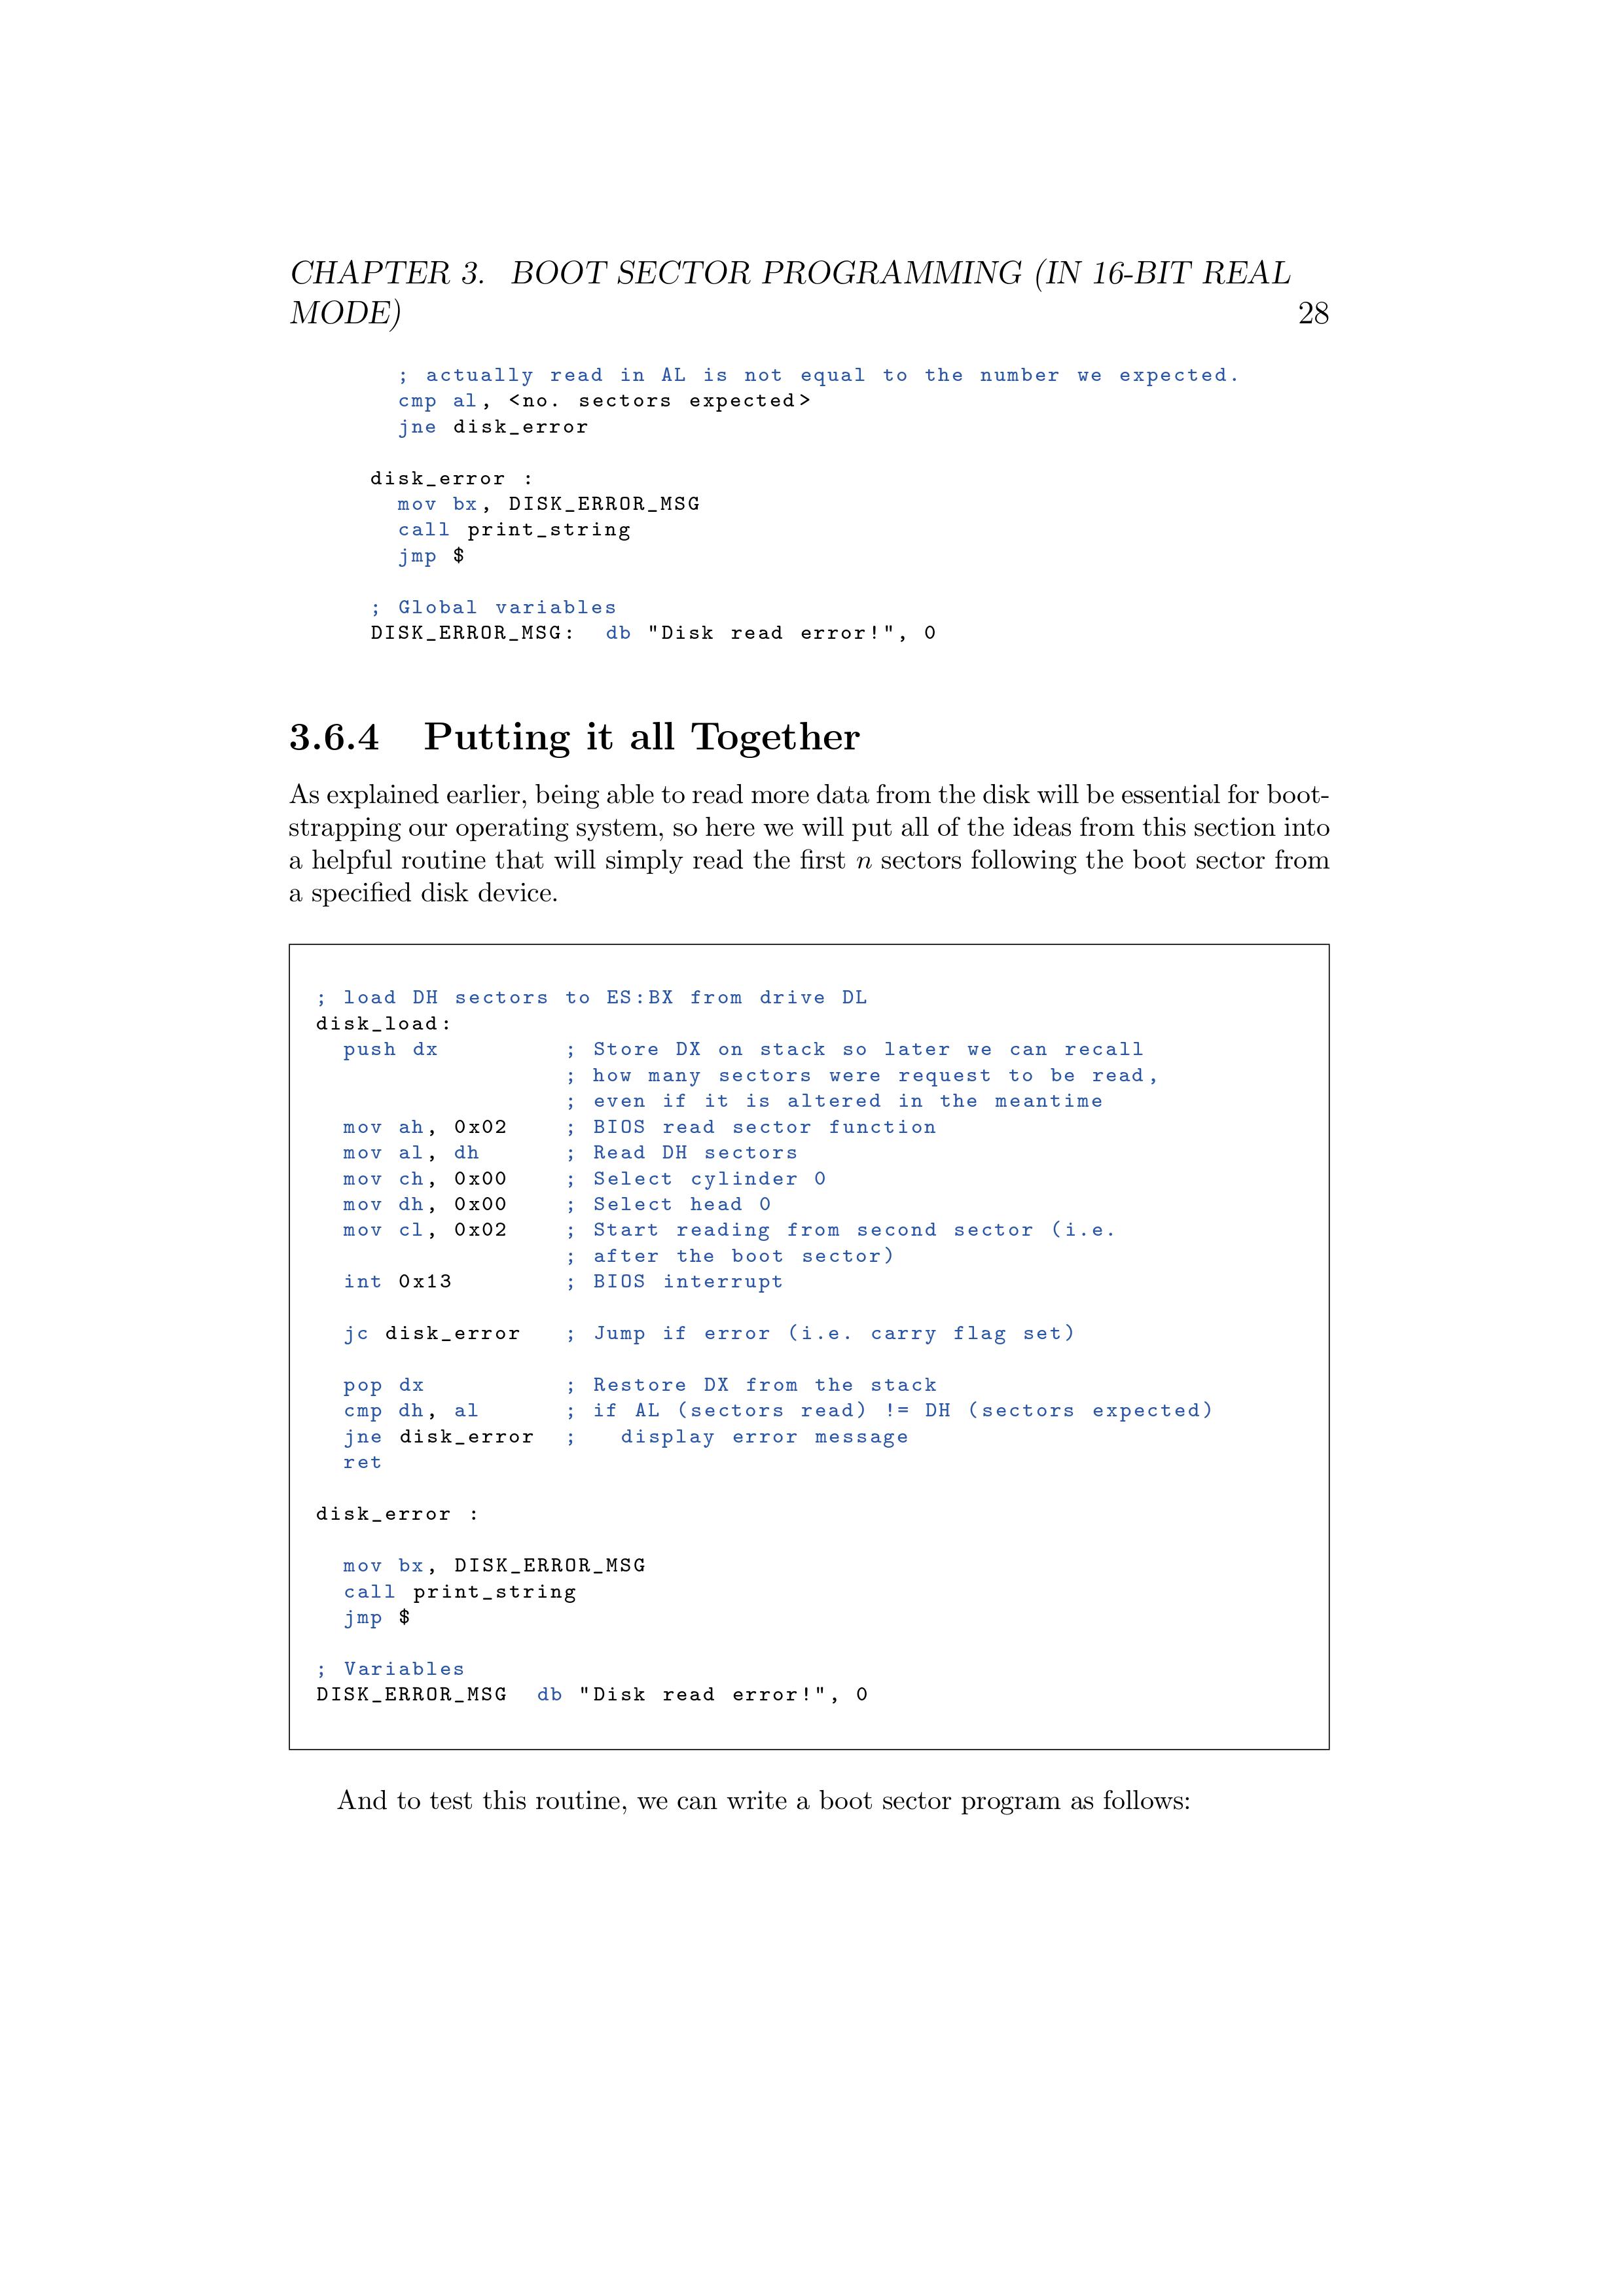 CHAPTER 3. BOOT SECTOR PROGRAMMING (IN 16-BIT REAL
MODE) 28
; actually read in AL is not equal to the number we expected.
cmp al, <no. sectors expected>
jne disk_error
disk_error :
mov bx, DISK_ERROR_MSG
call print_string
jmp $
; Global variables
DISK_ERROR_MSG: db "Disk read error!", 0
3.6.4 Putting it all Together
As explained earlier, being able to read more data from the disk will be essential for boot-
strapping our operating system, so here we will put all of the ideas from this section into
a helpful routine that will simply read the first n sectors following the boot sector from
a specified disk device.
; load DH sectors to ES:BX from drive DL
disk_load:
push dx ; Store DX on stack so later we can recall
; how many sectors were request to be read,
; even if it is altered in the meantime
mov ah, 0x02 ; BIOS read sector function
mov al, dh ; Read DH sectors
mov ch, 0x00 ; Select cylinder 0
mov dh, 0x00 ; Select head 0
mov cl, 0x02 ; Start reading from second sector (i.e.
; after the boot sector)
int 0x13 ; BIOS interrupt
jc disk_error ; Jump if error (i.e. carry flag set)
pop dx ; Restore DX from the stack
cmp dh, al ; if AL (sectors read) != DH (sectors expected)
jne disk_error ; display error message
ret
disk_error :
mov bx, DISK_ERROR_MSG
call print_string
jmp $
; Variables
DISK_ERROR_MSG db "Disk read error!", 0
And to test this routine, we can write a boot sector program as follows: